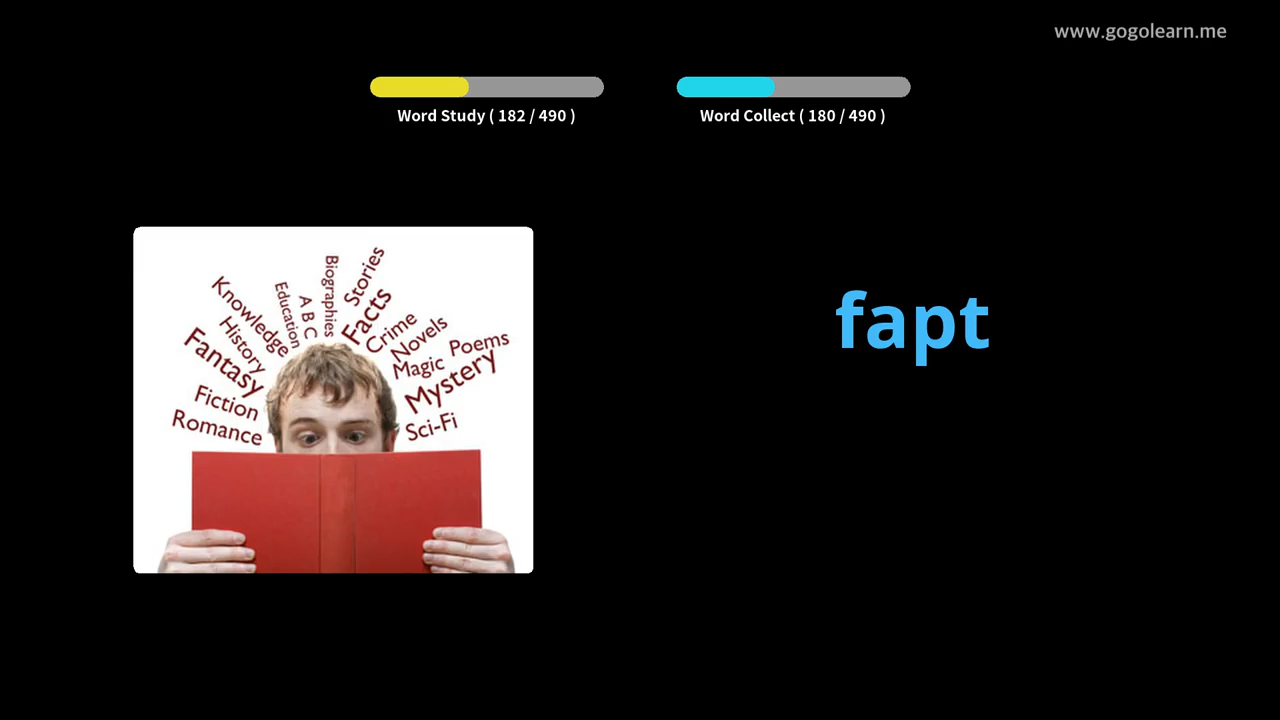 www.gogolearn.me
Word Study ( 182 / 490 )
Word Collect ( 180 / 490 )
fapt
Romance
Fiction
Fantasy
History
Knowledge
Education
A B C
Biographies
Stories
Facts
Crime
Novels
Magic
Poems
Mystery
Sci-Fi